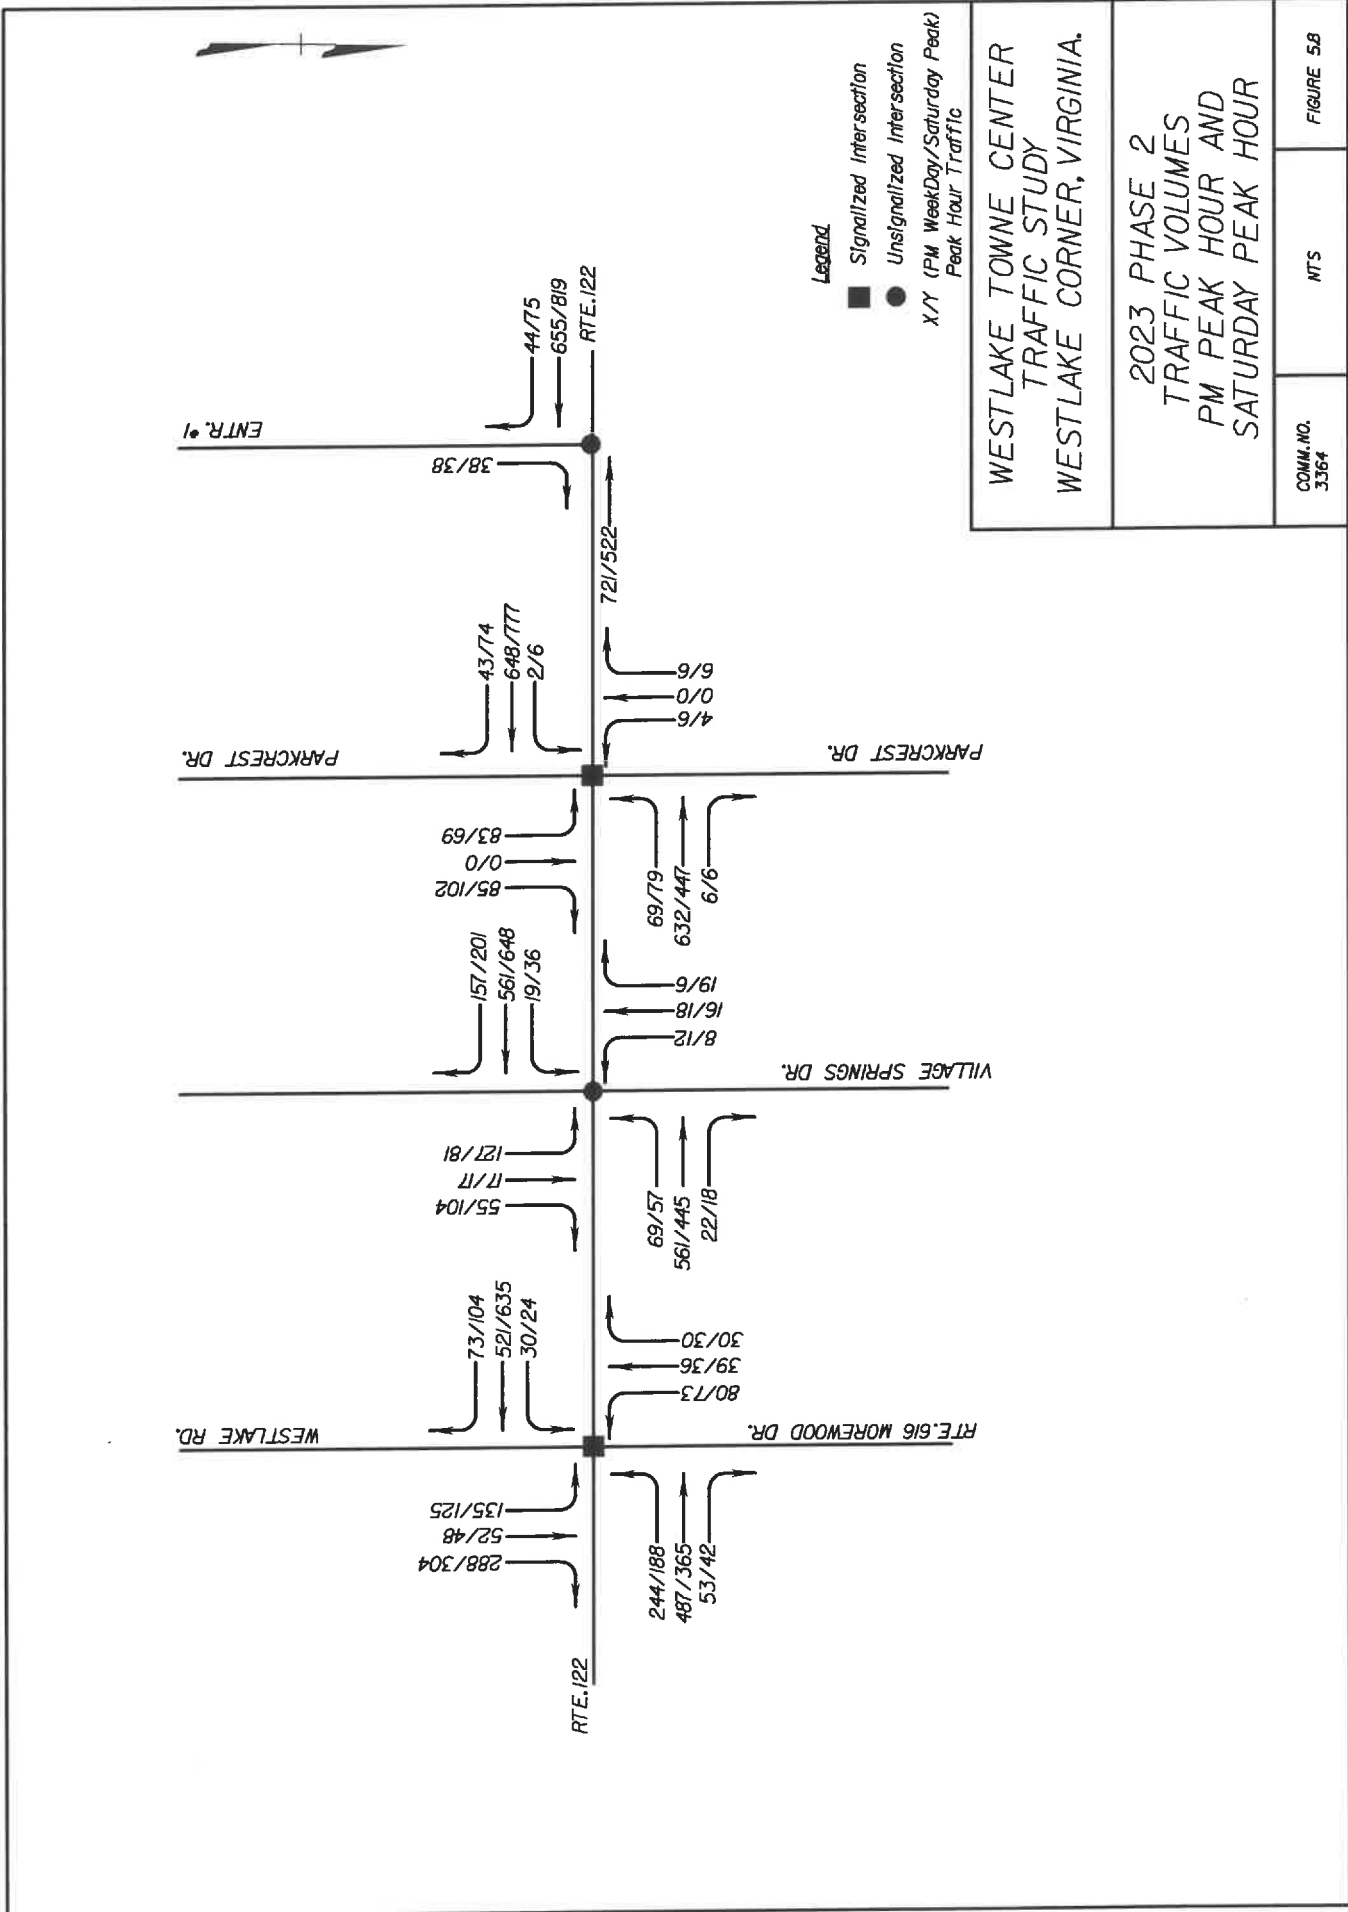 ENTR. #1
38/38
44/75
655/819
RTE.122
721/522
PARKCREST DR.
43/74
648/777
2/6
83/69
0/0
85/102
6/6
0/0
4/6
PARKCREST DR.
69/79
632/447
6/6
157/201
561/648
19/36
127/81
17/17
55/104
19/6
16/18
8/12
VILLAGE SPRINGS DR.
69/57
561/445
22/18
WESTLAKE RD.
73/104
521/635
30/24
135/125
52/48
288/304
30/30
39/36
80/73
RTE.616 MOREWOOD DR.
244/188
487/365
53/42
RTE.122
Legend
Signalized Intersection
Unsignalized Intersection
X/Y (PM WeekDay/Saturday Peak)
Peak Hour Traffic
WESTLAKE TOWNE CENTER
TRAFFIC STUDY
WESTLAKE CORNER, VIRGINIA.
2023 PHASE 2
TRAFFIC VOLUMES
PM PEAK HOUR AND
SATURDAY PEAK HOUR
COMM.NO.
3364
NTS
FIGURE 5B